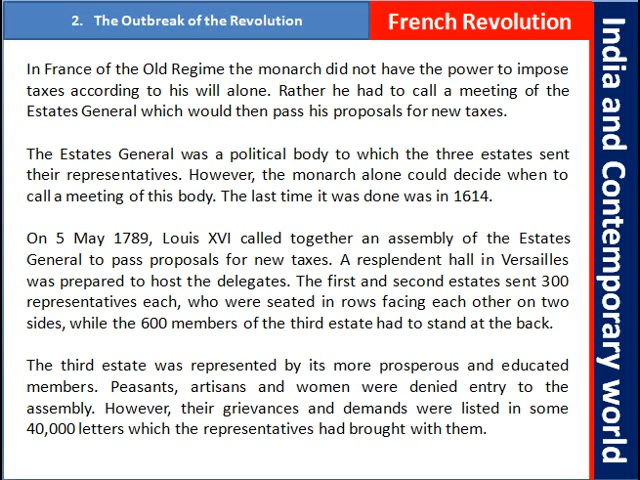 2. The Outbreak of the Revolution
French Revolution
In France of the Old Regime the monarch did not have the power to impose
taxes according to his will alone. Rather he had to call a meeting of the
Estates General which would then pass his proposals for new taxes.
The Estates General was a political body to which the three estates sent
their representatives. However, the monarch alone could decide when to
call a meeting of this body. The last time it was done was in 1614.
On 5 May 1789, Louis XVI called together an assembly of the Estates
General to pass proposals for new taxes. A resplendent hall in Versailles
was prepared to host the delegates. The first and second estates sent 300
representatives each, who were seated in rows facing each other on two
sides, while the 600 members of the third estate had to stand at the back.
The third estate was represented by its more prosperous and educated
members. Peasants, artisans and women were denied entry to the
assembly. However, their grievances and demands were listed in some
40,000 letters which the representatives had brought with them.
India and Contemporary world